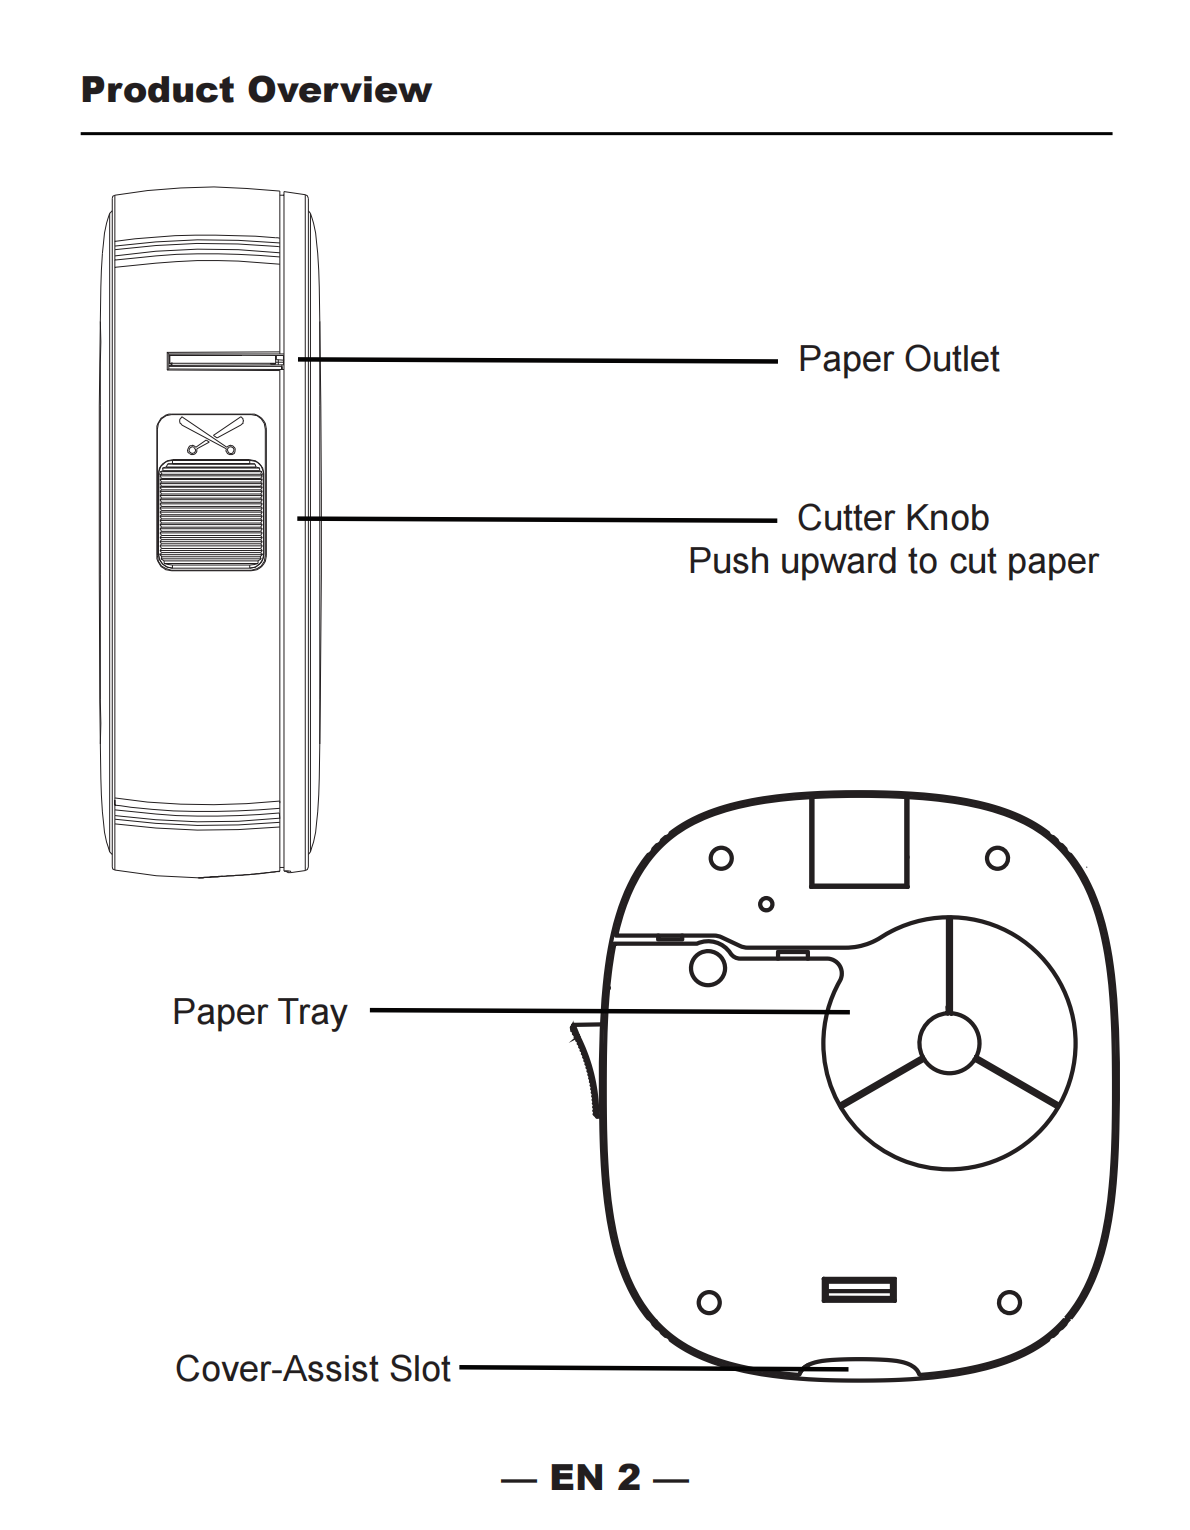 Product Overview
Paper Outlet
Cutter Knob
Push upward to cut paper
Paper Tray
Cover-Assist Slot
— EN 2 —